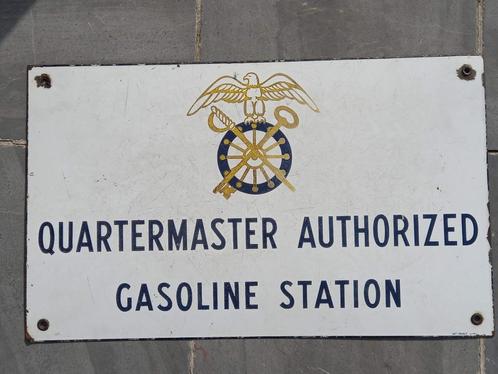 QUARTERMASTER AUTHORIZED
GASOLINE STATION